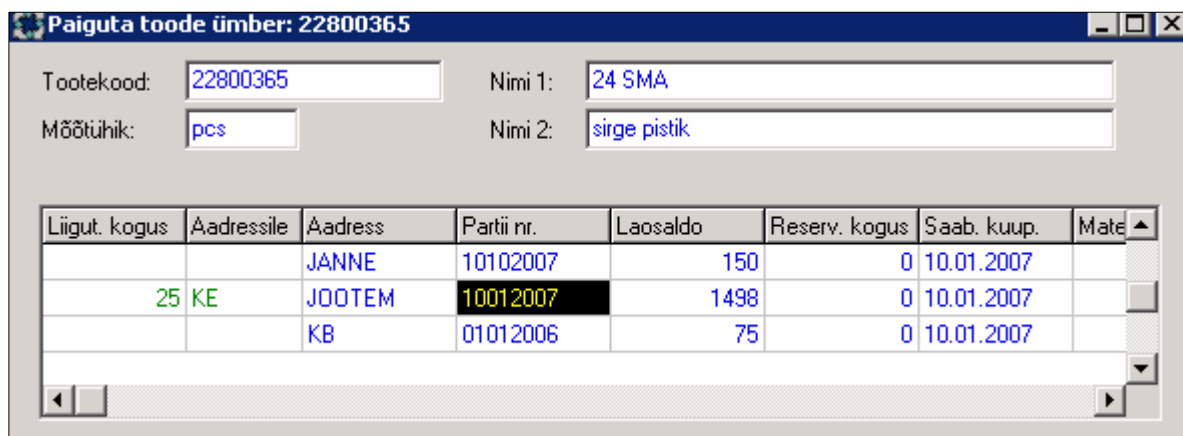 Paiguta toode ümber: 22800365
Tootekood: 22800365 Nimi 1: 24 SMA
Mõõtühik: pcs Nimi 2: sirge pistik
Liigut. kogus Aadressile Aadress Partii nr. Laosaldo Reserv. kogus Saab. kuup. Mate
JANNE 10102007 150 0 10.01.2007
25 KE JOOTEM 10012007 1498 0 10.01.2007
KB 01012006 75 0 10.01.2007